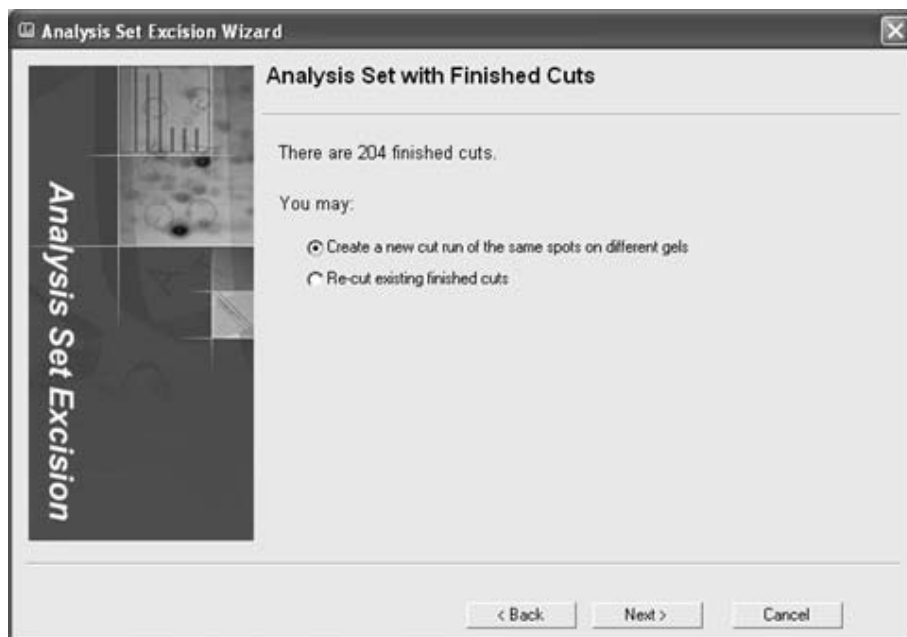 Analysis Set Excision Wizard
Analysis Set Excision
Analysis Set with Finished Cuts
There are 204 finished cuts.
You may:
Create a new cut run of the same spots on different gels
Re-cut existing finished cuts
< Back
Next >
Cancel